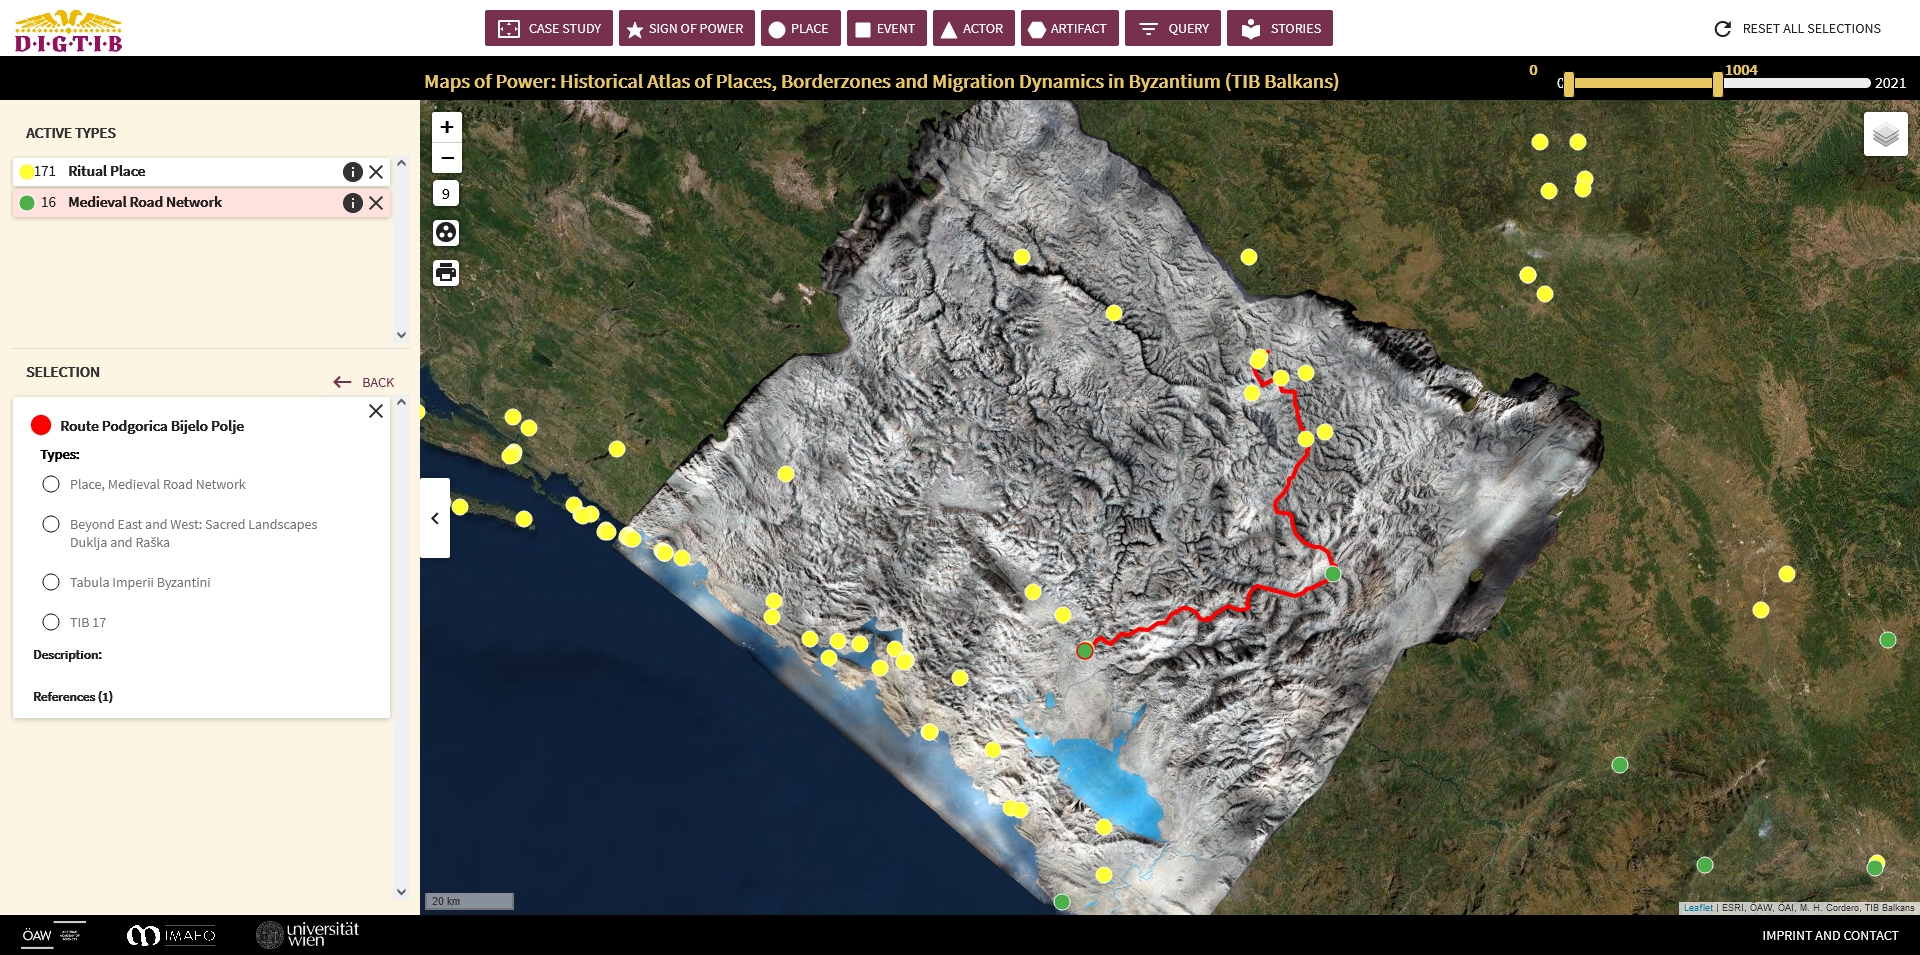 D·I·G·T·I·B
CASE STUDY
SIGN OF POWER
PLACE
EVENT
ACTOR
ARTIFACT
QUERY
STORIES
RESET ALL SELECTIONS
Maps of Power: Historical Atlas of Places, Borderzones and Migration Dynamics in Byzantium (TIB Balkans)
0
1004
0
2021
ACTIVE TYPES
171 Ritual Place
16 Medieval Road Network
SELECTION
BACK
Route Podgorica Bijelo Polje
Types:
Place, Medieval Road Network
Beyond East and West: Sacred Landscapes
Duklja and Raška
Tabula Imperii Byzantini
TIB 17
Description:
References (1)
+
−
9
20 km
Leaflet | ESRI, ÖAW, ÖAI, M. H. Cordero, TIB Balkans
ÖAW
IMAFO
universität
wien
IMPRINT AND CONTACT